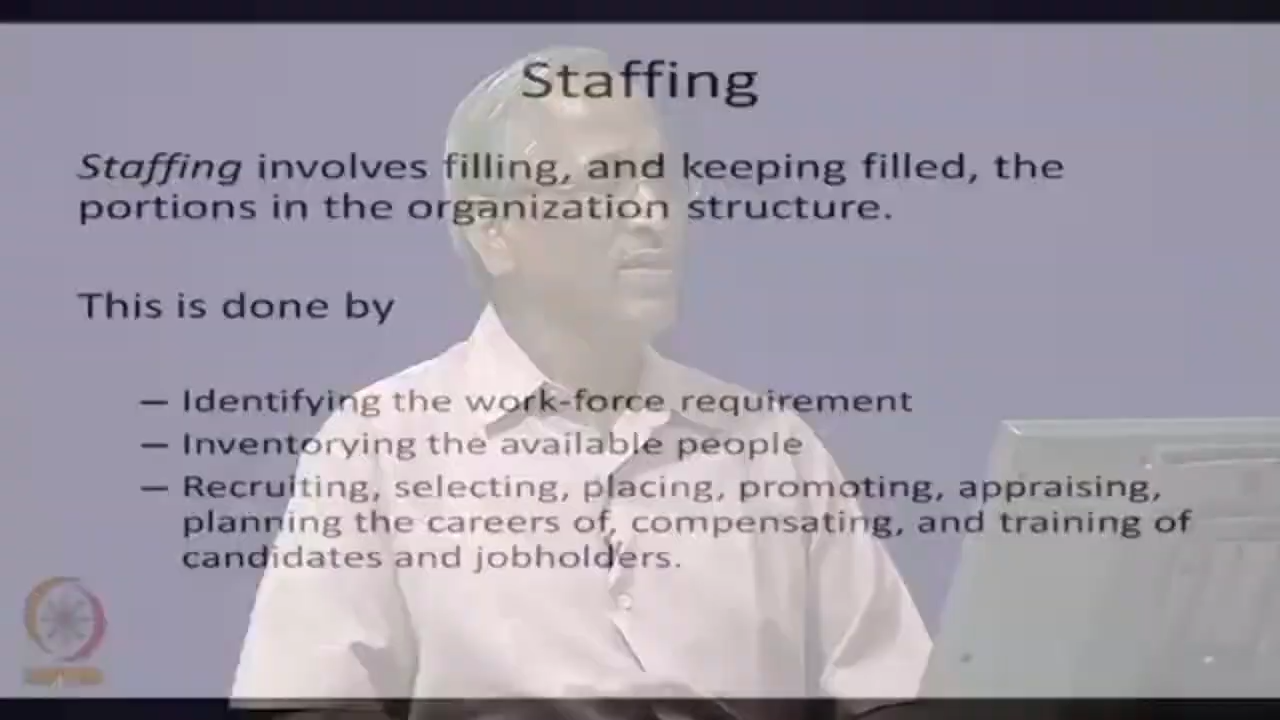 Staffing
Staffing involves filling, and keeping filled, the
portions in the organization structure.
This is done by
— Identifying the work-force requirement
— Inventorying the available people
— Recruiting, selecting, placing, promoting, appraising,
planning the careers of, compensating, and training of
candidates and jobholders.